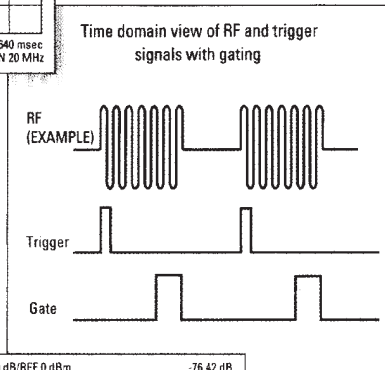 640 msec
N 20 MHz
Time domain view of RF and trigger
signals with gating
RF
(EXAMPLE)
Trigger
Gate
dB/REF 0 dBm
-76.42 dB